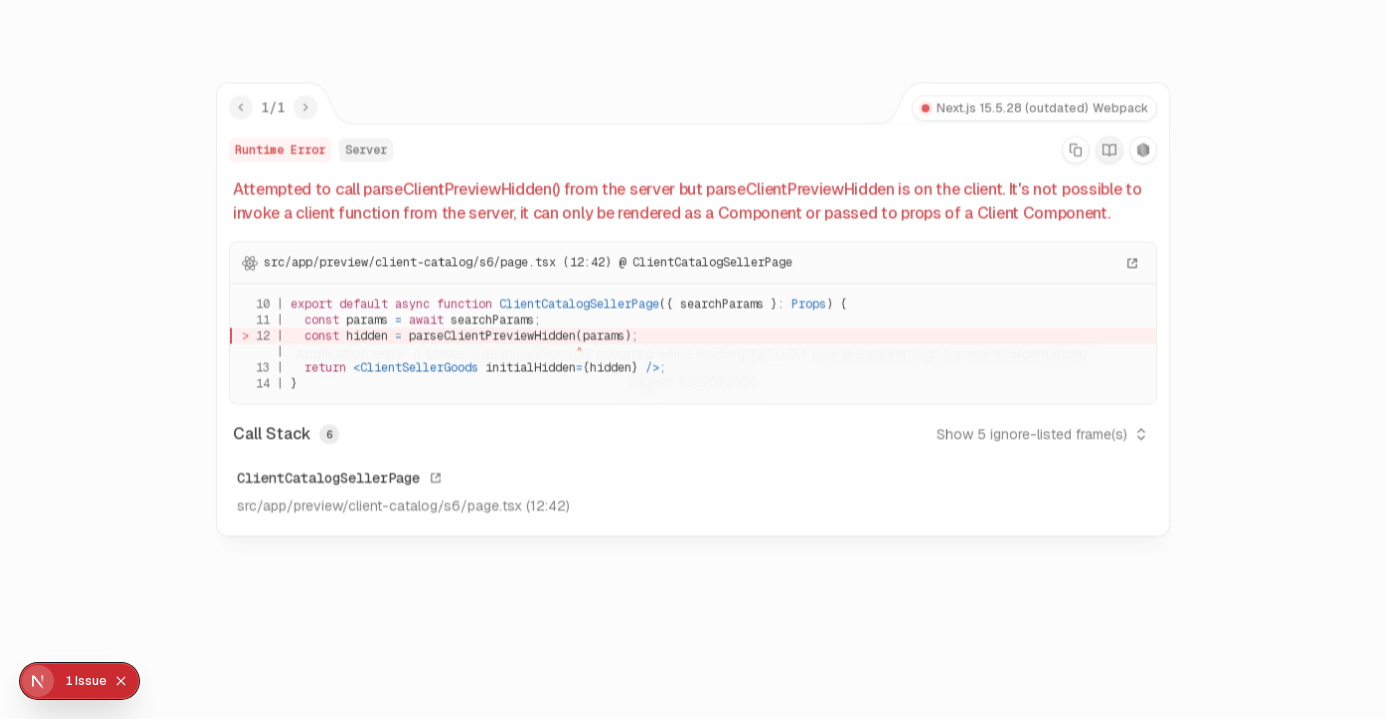 1/1
Next.js 15.5.28 (outdated) Webpack
Runtime Error Server
Attempted to call parseClientPreviewHidden() from the server but parseClientPreviewHidden is on the client. It's not possible to
invoke a client function from the server, it can only be rendered as a Component or passed to props of a Client Component.
src/app/preview/client-catalog/s6/page.tsx (12:42) @ ClientCatalogSellerPage
10 | export default async function ClientCatalogSellerPage({ searchParams }: Props) {
11 |   const params = await searchParams;
> 12 |   const hidden = parseClientPreviewHidden(params);
|                                          ^
13 |   return <ClientSellerGoods initialHidden={hidden} />;
14 | }
Call Stack 6
Show 5 ignore-listed frame(s)
ClientCatalogSellerPage
src/app/preview/client-catalog/s6/page.tsx (12:42)
N 1 Issue